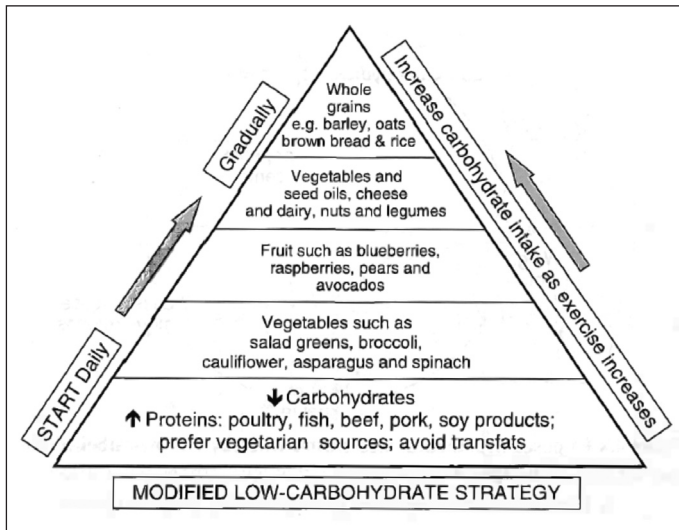 Whole
grains
e.g. barley, oats
brown bread & rice
Vegetables and
seed oils, cheese
and dairy, nuts and legumes
Fruit such as blueberries,
raspberries, pears and
avocados
Vegetables such as
salad greens, broccoli,
cauliflower, asparagus and spinach
↓ Carbohydrates
↑ Proteins: poultry, fish, beef, pork, soy products;
prefer vegetarian sources; avoid transfats
START Daily
Gradually
Increase carbohydrate intake as exercise increases
MODIFIED LOW-CARBOHYDRATE STRATEGY